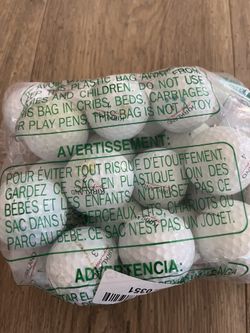 THIS PLASTIC BAG AWAY FROM
BABIES AND CHILDREN. DO NOT USE
THIS BAG IN CRIBS, BEDS, CARRIAGES
OR PLAY PENS. THIS BAG IS NOT A TOY.
AVERTISSEMENT:
POUR ÉVITER TOUT RISQUE D'ÉTOUFFEMENT,
GARDEZ CE SAC EN PLASTIQUE LOIN DES
BÉBÉS ET DES ENFANTS. N'UTILISEZ PAS CE
SAC DANS BERCEAUX, LITS, CHARIOTS OU
PARC AU BÉBÉ. CE SAC N'EST PAS UN JOUET.
ADVERTENCIA:
0351